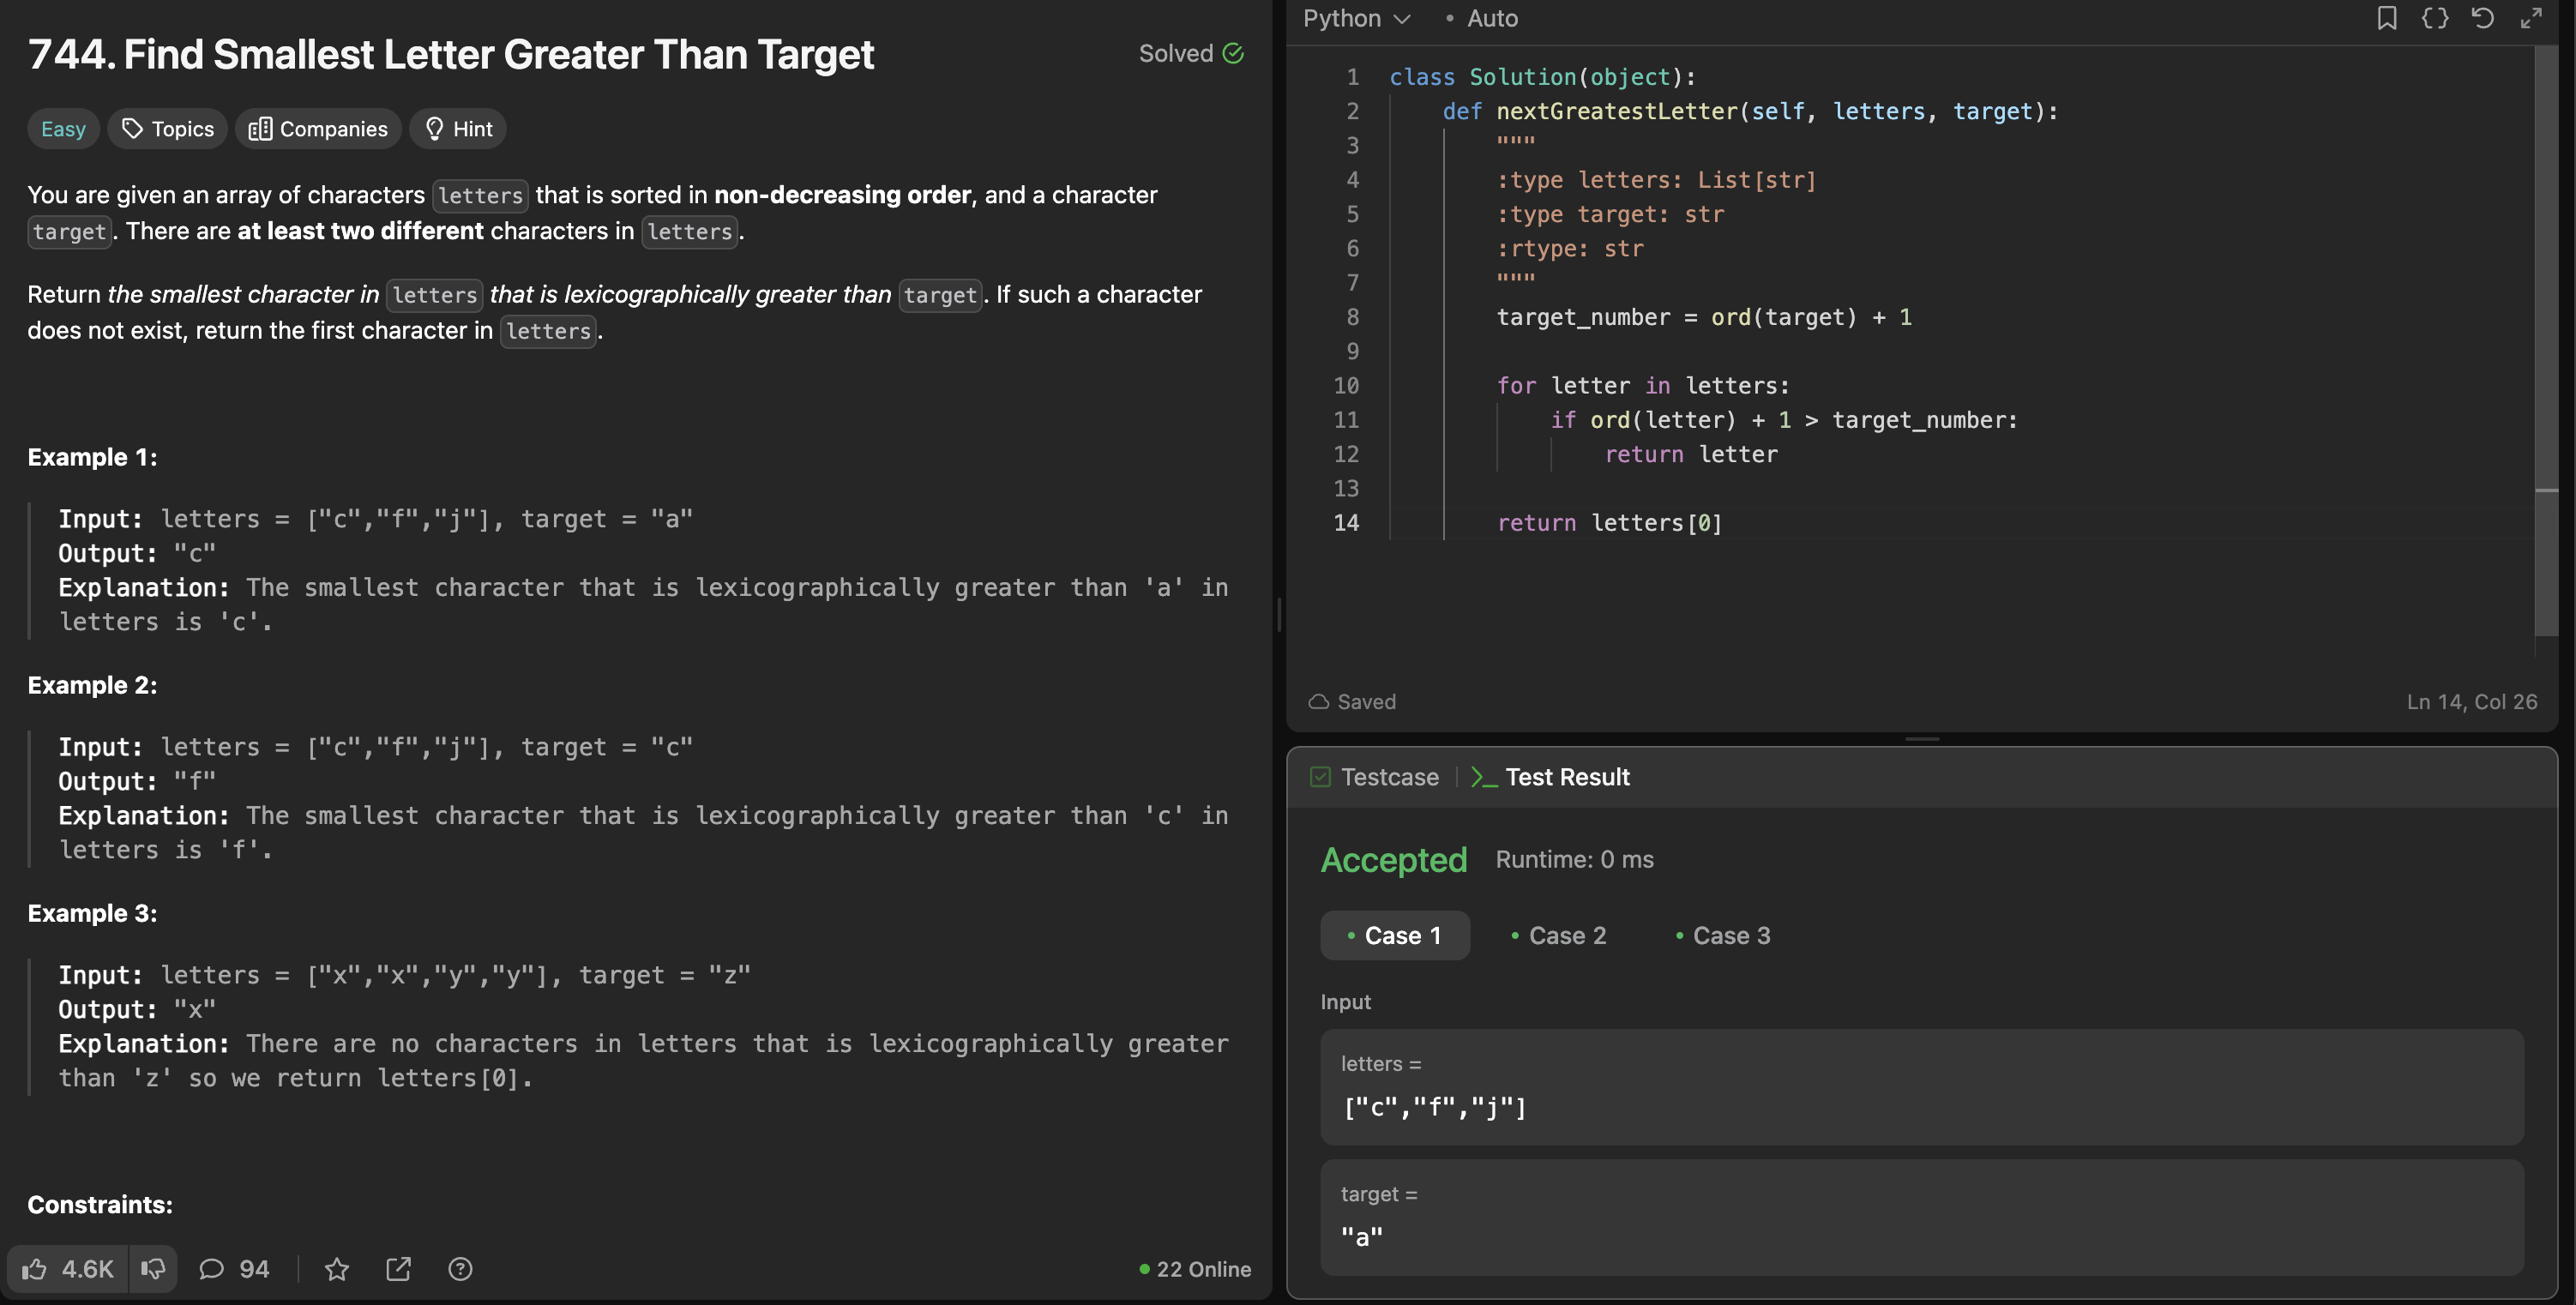 744. Find Smallest Letter Greater Than Target
Solved
Easy
Topics
Companies
Hint
You are given an array of characters letters that is sorted in non-decreasing order, and a character
target. There are at least two different characters in letters.
Return the smallest character in letters that is lexicographically greater than target. If such a character
does not exist, return the first character in letters.
Example 1:
Input: letters = ["c","f","j"], target = "a"
Output: "c"
Explanation: The smallest character that is lexicographically greater than 'a' in
letters is 'c'.
Example 2:
Input: letters = ["c","f","j"], target = "c"
Output: "f"
Explanation: The smallest character that is lexicographically greater than 'c' in
letters is 'f'.
Example 3:
Input: letters = ["x","x","y","y"], target = "z"
Output: "x"
Explanation: There are no characters in letters that is lexicographically greater
than 'z' so we return letters[0].
Constraints:
4.6K
94
22 Online
Python
Auto
1 class Solution(object):
2 def nextGreatestLetter(self, letters, target):
3 """
4 :type letters: List[str]
5 :type target: str
6 :rtype: str
7 """
8 target_number = ord(target) + 1
9
10 for letter in letters:
11 if ord(letter) + 1 > target_number:
12 return letter
13
14 return letters[0]
Saved
Ln 14, Col 26
Testcase
Test Result
Accepted
Runtime: 0 ms
Case 1
Case 2
Case 3
Input
letters =
["c","f","j"]
target =
"a"